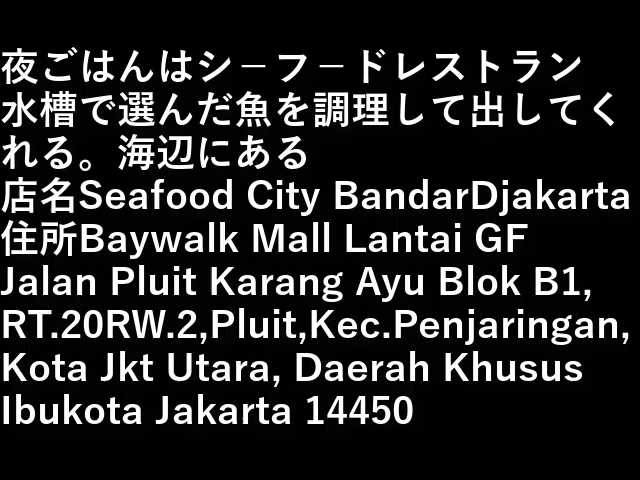 夜ごはんはシ－フ－ドレストラン
水槽で選んだ魚を調理して出してく
れる。海辺にある
店名Seafood City BandarDjakarta
住所Baywalk Mall Lantai GF
Jalan Pluit Karang Ayu Blok B1,
RT.20RW.2,Pluit,Kec.Penjaringan,
Kota Jkt Utara, Daerah Khusus
Ibukota Jakarta 14450